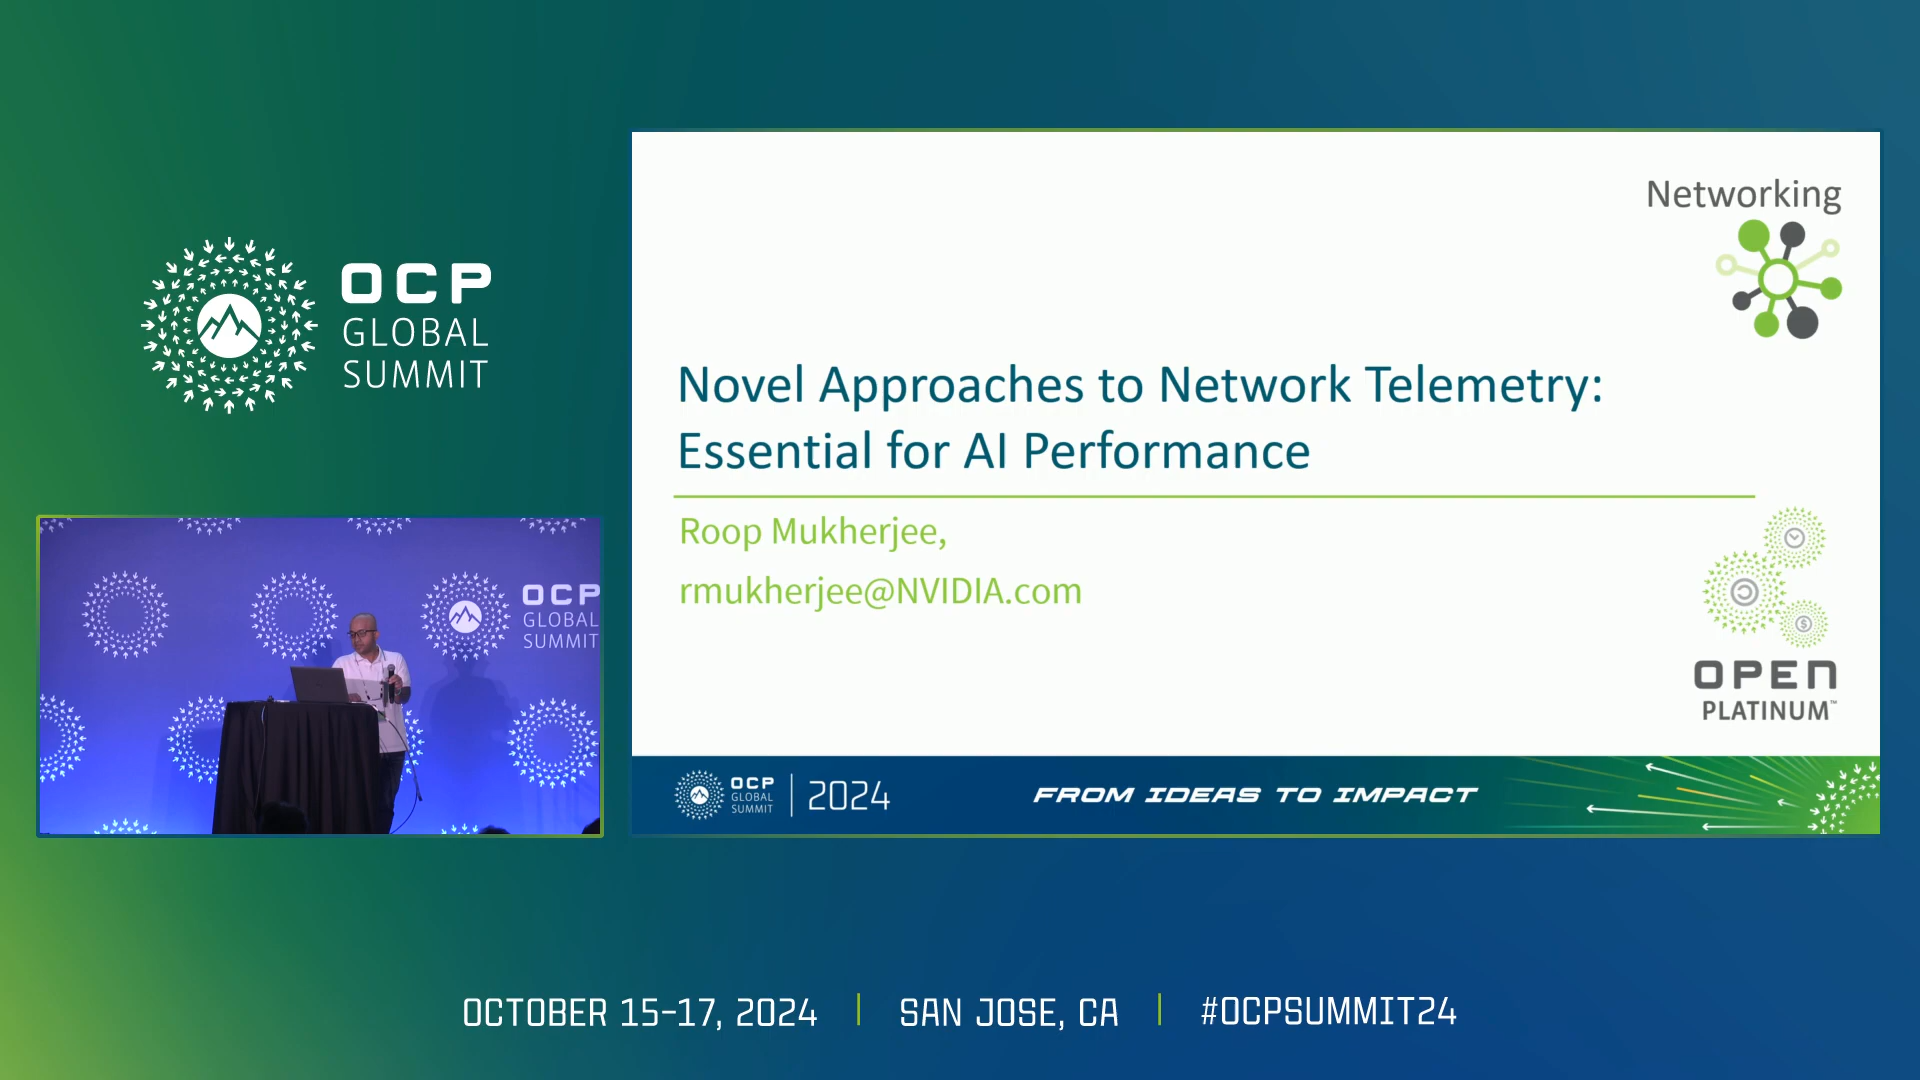 OCP
GLOBAL
SUMMIT
OCP
GLOBAL
SUMMIT
Networking
Novel Approaches to Network Telemetry:
Essential for AI Performance
Roop Mukherjee,
rmukherjee@NVIDIA.com
OPEN
PLATINUM™
OCP
GLOBAL
SUMMIT
2024
FROM IDEAS TO IMPACT
OCTOBER 15-17, 2024 | SAN JOSE, CA | #OCPSUMMIT24